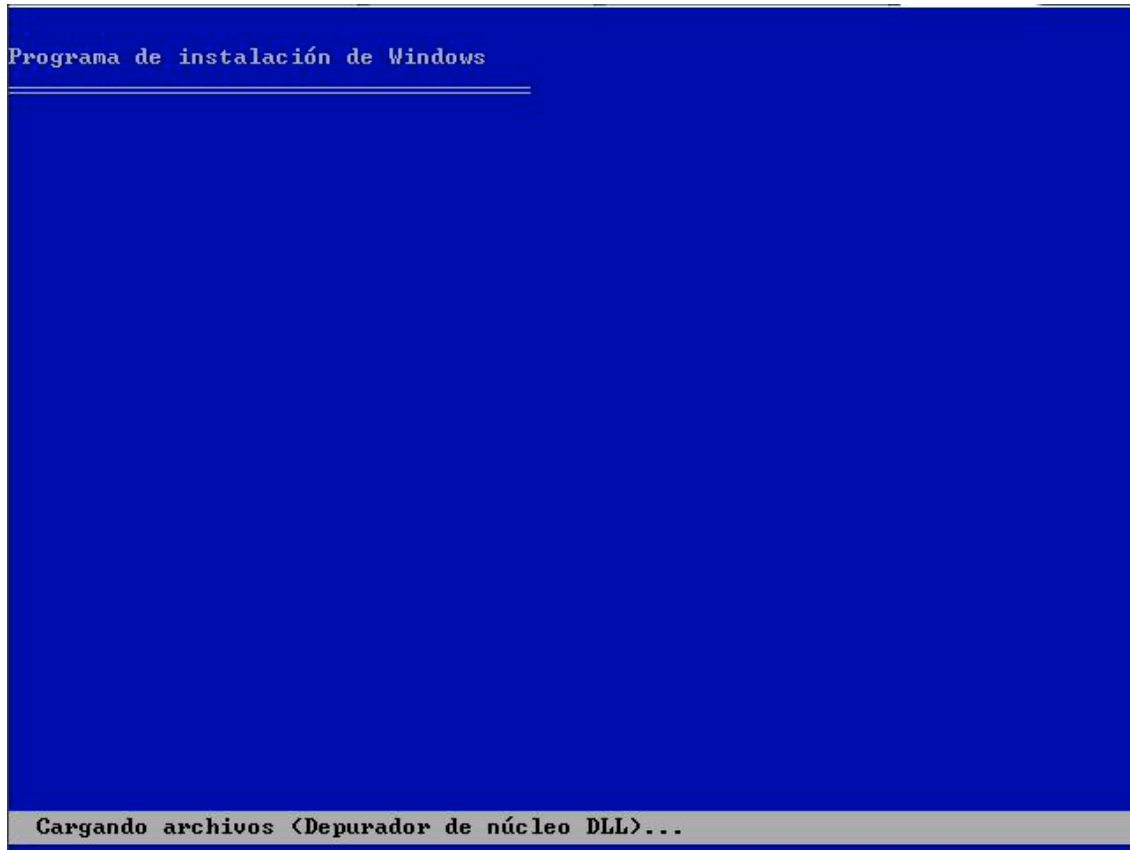 Programa de instalación de Windows
Cargando archivos (Depurador de núcleo DLL)...